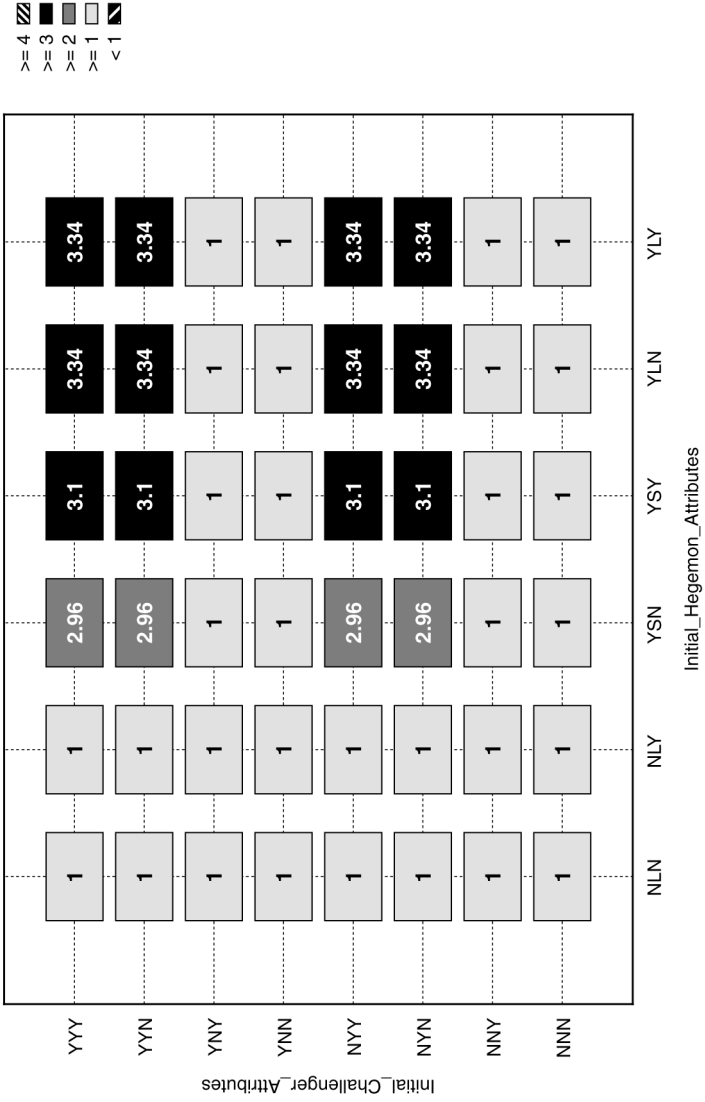 >= 4
>= 3
>= 2
>= 1
< 1
Initial_Challenger_Attributes
YYY 1 1 2.96 3.1 3.34 3.34
YYN 1 1 2.96 3.1 3.34 3.34
YNY 1 1 1 1 1 1
YNN 1 1 1 1 1 1
NYY 1 1 2.96 3.1 3.34 3.34
NYN 1 1 2.96 3.1 3.34 3.34
NNY 1 1 1 1 1 1
NNN 1 1 1 1 1 1
NLN NLY YSN YSY YLN YLY
Initial_Hegemon_Attributes